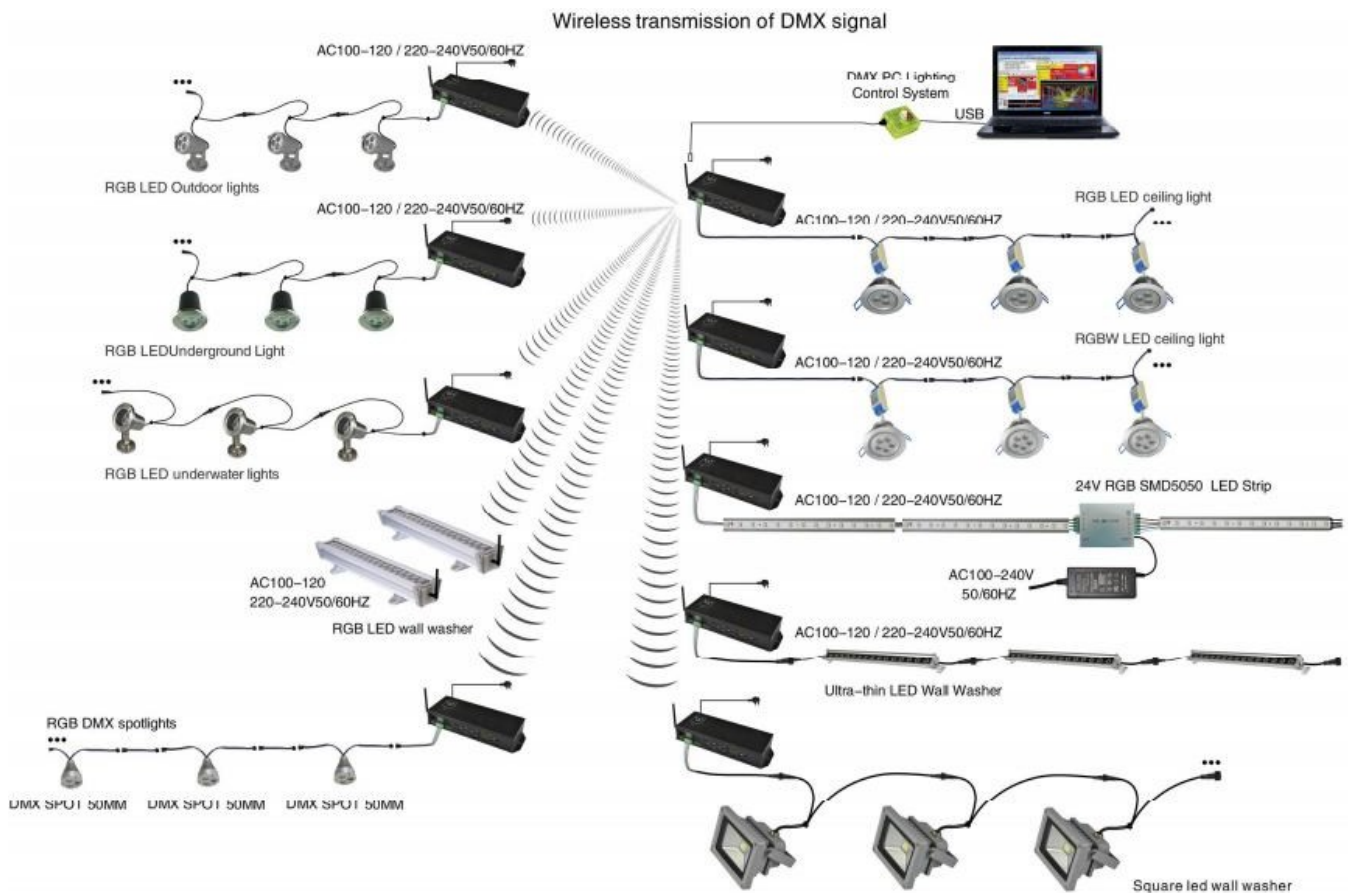 Wireless transmission of DMX signal
AC100-120 / 220-240V50/60HZ
RGB LED Outdoor lights
AC100-120 / 220-240V50/60HZ
RGB LEDUnderground Light
RGB LED underwater lights
AC100-120
220-240V50/60HZ
RGB LED wall washer
RGB DMX spotlights
DMX SPOT 50MM
DMX SPOT 50MM
DMX SPOT 50MM
DMX PC Lighting
Control System
USB
AC100-120 / 220-240V50/60HZ
RGB LED ceiling light
AC100-120 / 220-240V50/60HZ
RGBW LED ceiling light
AC100-120 / 220-240V50/60HZ
24V RGB SMD5050 LED Strip
AC100-240V
50/60HZ
AC100-120 / 220-240V50/60HZ
Ultra-thin LED Wall Washer
Square led wall washer